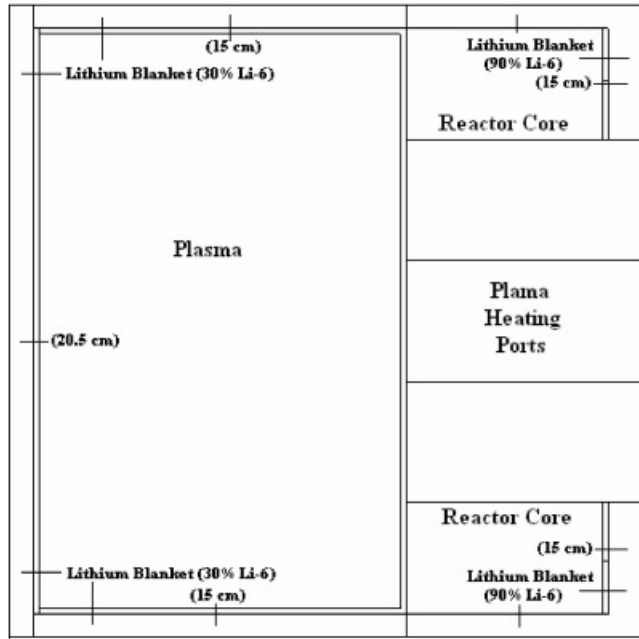 (15 cm)
Lithium Blanket (30% Li-6)
Lithium Blanket
(90% Li-6)
(15 cm)
Reactor Core
Plasma
Plama
Heating
Ports
(20.5 cm)
Reactor Core
(15 cm)
Lithium Blanket (30% Li-6)
(15 cm)
Lithium Blanket
(90% Li-6)